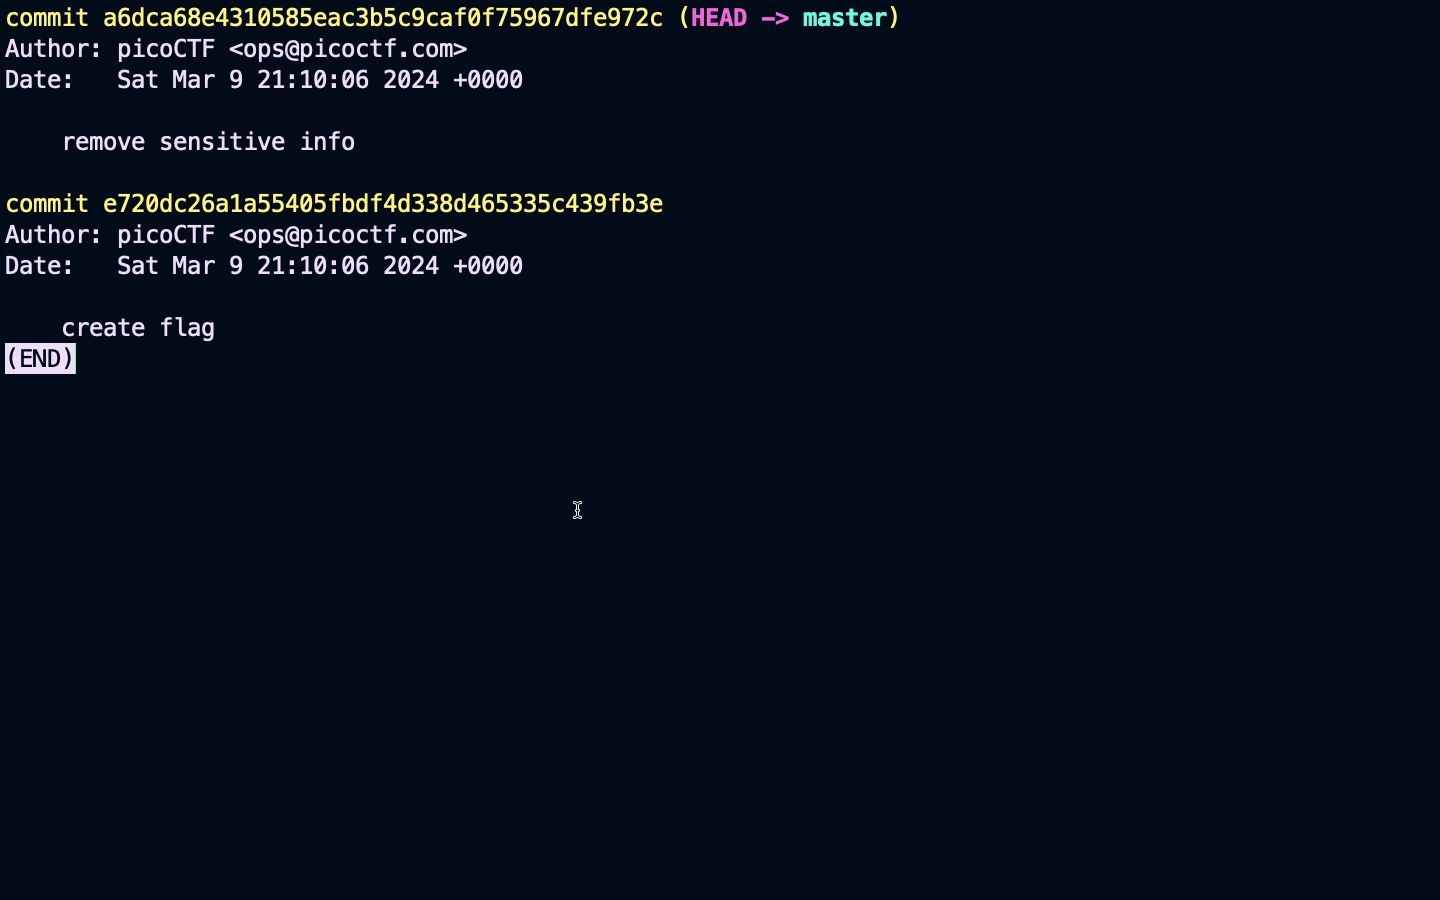 commit a6dca68e4310585eac3b5c9caf0f75967dfe972c (HEAD -> master)
Author: picoCTF <ops@picoctf.com>
Date:   Sat Mar 9 21:10:06 2024 +0000
    remove sensitive info
commit e720dc26a1a55405fbdf4d338d465335c439fb3e
Author: picoCTF <ops@picoctf.com>
Date:   Sat Mar 9 21:10:06 2024 +0000
    create flag
(END)